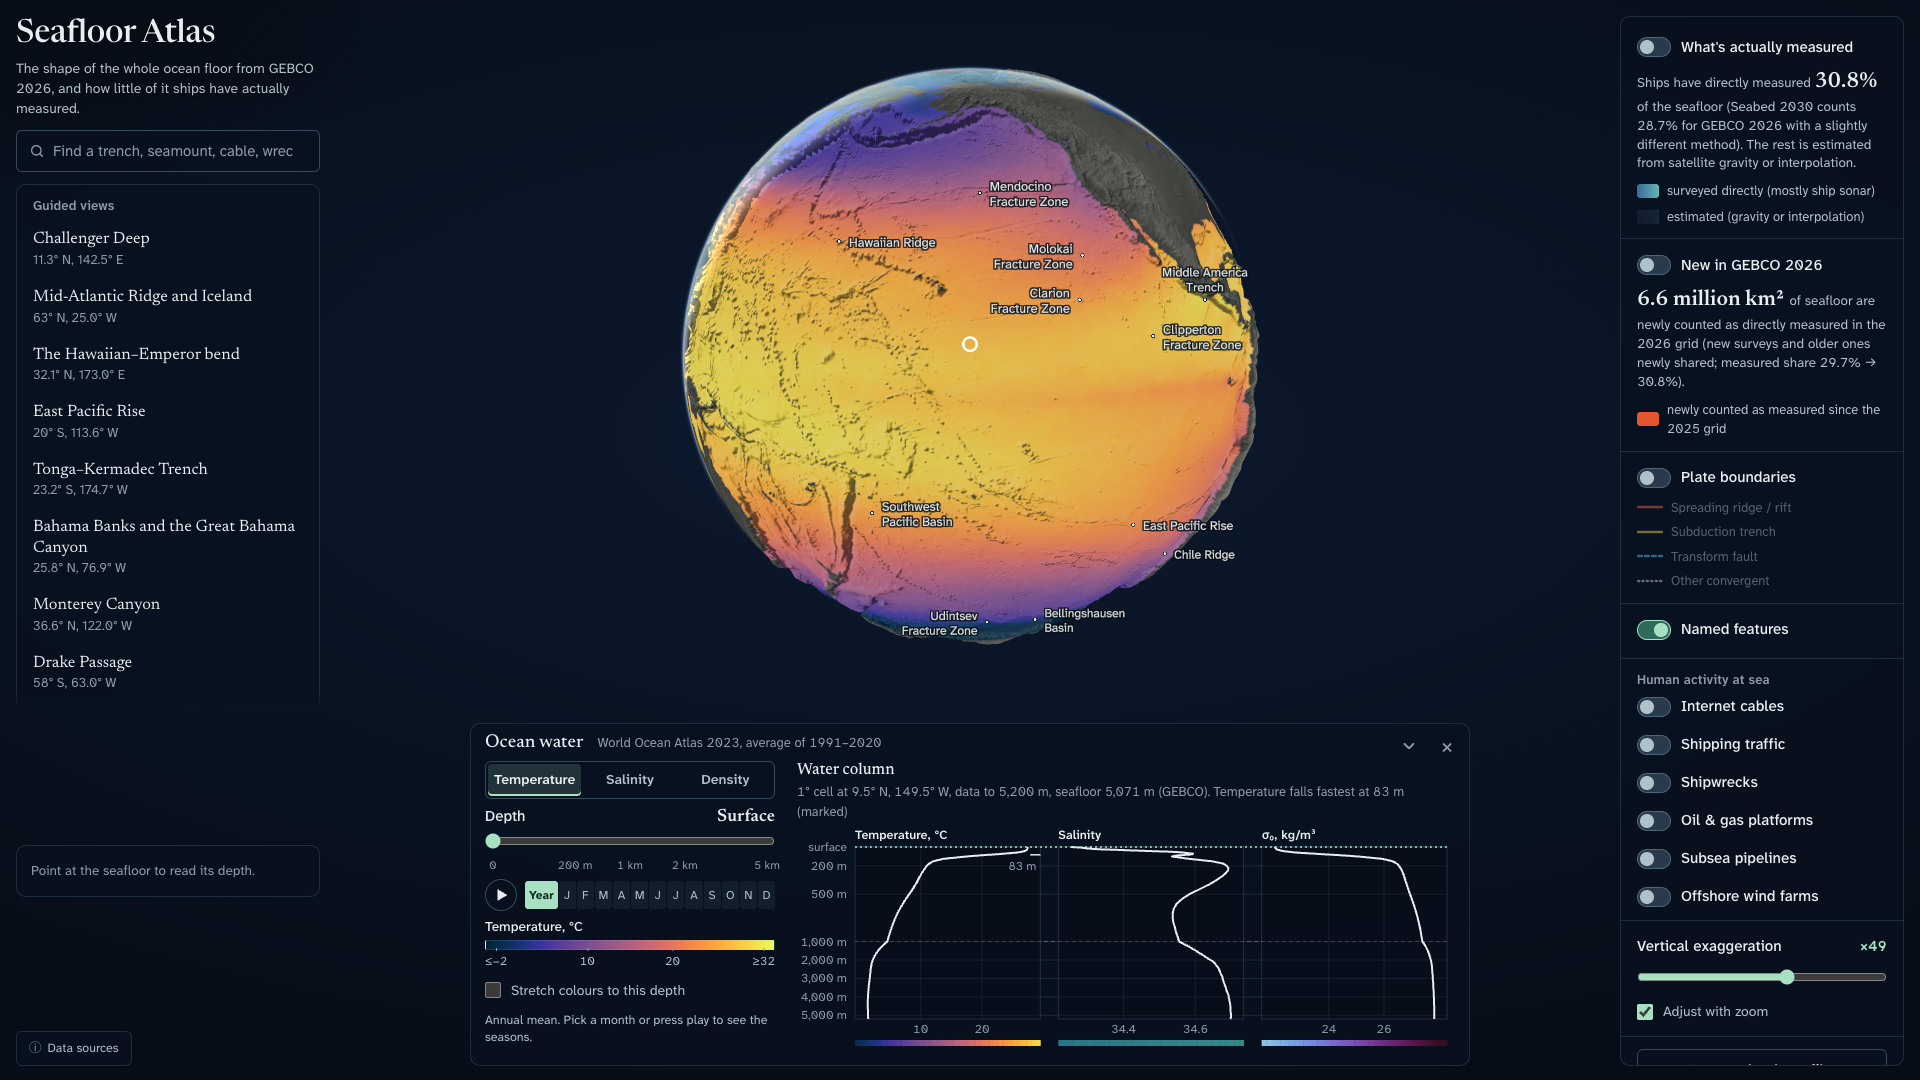 Seafloor Atlas
The shape of the whole ocean floor from GEBCO
2026, and how little of it ships have actually
measured.
Find a trench, seamount, cable, wrec
Guided views
Challenger Deep
11.3° N, 142.5° E
Mid-Atlantic Ridge and Iceland
63° N, 25.0° W
The Hawaiian–Emperor bend
32.1° N, 173.0° E
East Pacific Rise
20° S, 113.6° W
Tonga–Kermadec Trench
23.2° S, 174.7° W
Bahama Banks and the Great Bahama
Canyon
25.8° N, 76.9° W
Monterey Canyon
36.6° N, 122.0° W
Drake Passage
58° S, 63.0° W
Point at the seafloor to read its depth.
Data sources
Mendocino
Fracture Zone
Hawaiian Ridge
Molokai
Fracture Zone
Middle America
Trench
Clarion
Fracture Zone
Clipperton
Fracture Zone
Southwest
Pacific Basin
East Pacific Rise
Chile Ridge
Udintsev
Fracture Zone
Bellingshausen
Basin
Ocean water World Ocean Atlas 2023, average of 1991–2020
Temperature Salinity Density
Depth Surface
0 200 m 1 km 2 km 5 km
Year J F M A M J J A S O N D
Temperature, °C
≤−2 10 20 ≥32
Stretch colours to this depth
Annual mean. Pick a month or press play to see the
seasons.
Water column
1° cell at 9.5° N, 149.5° W, data to 5,200 m, seafloor 5,071 m (GEBCO). Temperature falls fastest at 83 m
(marked)
Temperature, °C Salinity σ₀, kg/m³
surface
200 m
83 m
500 m
1,000 m
2,000 m
3,000 m
4,000 m
5,000 m
10 20 34.4 34.6 24 26
What's actually measured
Ships have directly measured 30.8%
of the seafloor (Seabed 2030 counts
28.7% for GEBCO 2026 with a slightly
different method). The rest is estimated
from satellite gravity or interpolation.
surveyed directly (mostly ship sonar)
estimated (gravity or interpolation)
New in GEBCO 2026
6.6 million km² of seafloor are
newly counted as directly measured in the
2026 grid (new surveys and older ones
newly shared; measured share 29.7% →
30.8%).
newly counted as measured since the
2025 grid
Plate boundaries
Spreading ridge / rift
Subduction trench
Transform fault
Other convergent
Named features
Human activity at sea
Internet cables
Shipping traffic
Shipwrecks
Oil & gas platforms
Subsea pipelines
Offshore wind farms
Vertical exaggeration ×49
Adjust with zoom